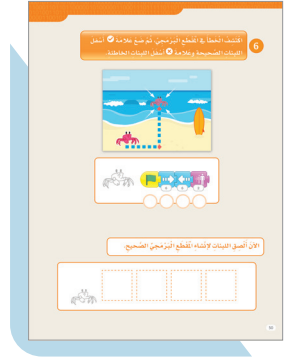 6
اكتشف الخطأ في المقطع البرمجي، ثم ضع علامة ✔ أسفل
اللبنات الصحيحة وعلامة ✖ أسفل اللبنات الخاطئة.
الآن ألصق اللبنات لإنشاء المقطع البرمجي الصحيح.